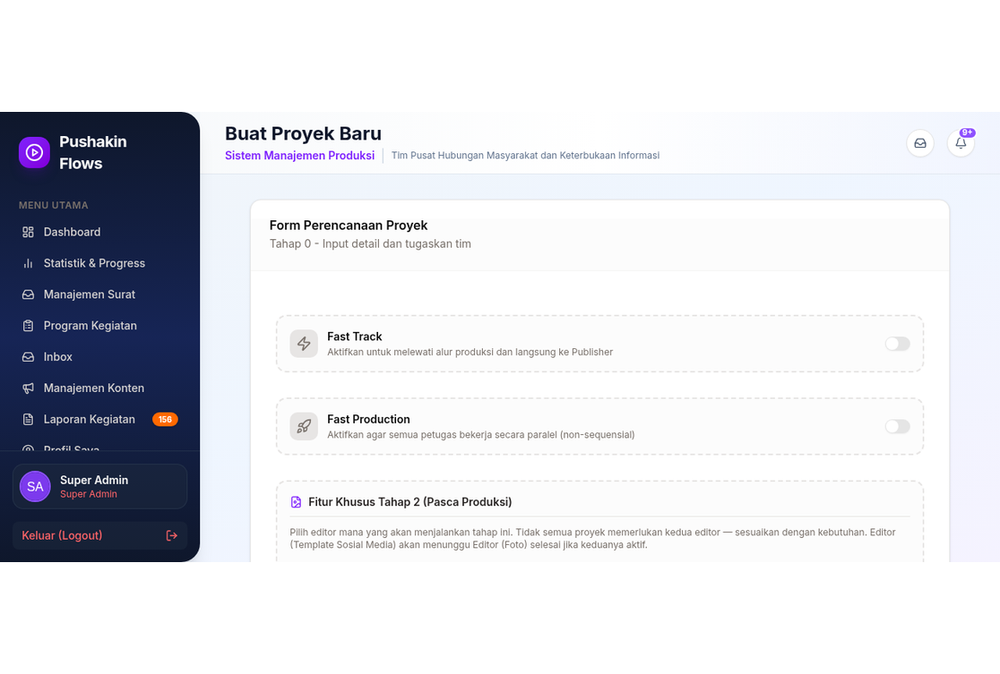 Pushakin
Flows
MENU UTAMA
Dashboard
Statistik & Progress
Manajemen Surat
Program Kegiatan
Inbox
Manajemen Konten
Laporan Kegiatan 156
Profil Saya
SA
Super Admin
Super Admin
Keluar (Logout)
Buat Proyek Baru
Sistem Manajemen Produksi
Tim Pusat Hubungan Masyarakat dan Keterbukaan Informasi
9+
Form Perencanaan Proyek
Tahap 0 - Input detail dan tugaskan tim
Fast Track
Aktifkan untuk melewati alur produksi dan langsung ke Publisher
Fast Production
Aktifkan agar semua petugas bekerja secara paralel (non-sequensial)
Fitur Khusus Tahap 2 (Pasca Produksi)
Pilih editor mana yang akan menjalankan tahap ini. Tidak semua proyek memerlukan kedua editor — sesuaikan dengan kebutuhan. Editor
(Template Sosial Media) akan menunggu Editor (Foto) selesai jika keduanya aktif.